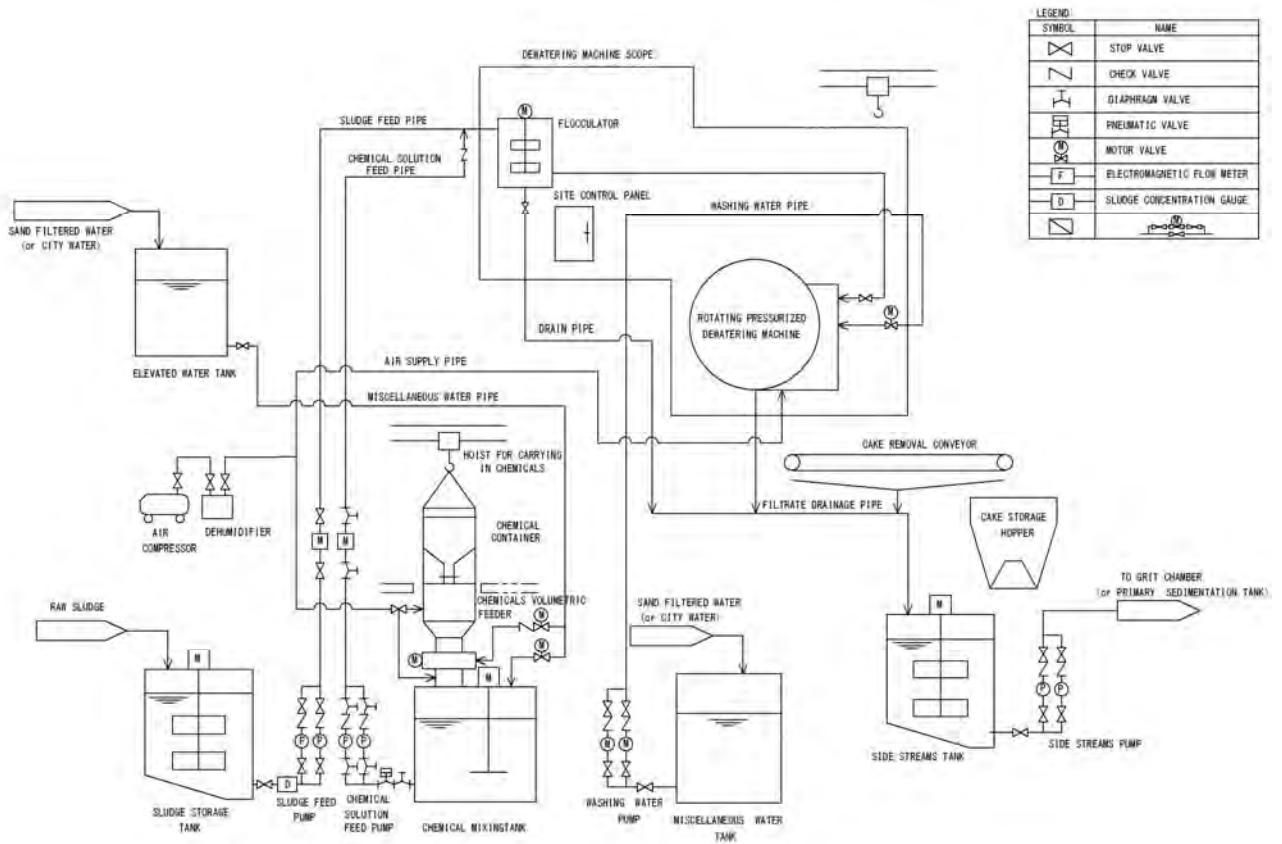 LEGEND
SYMBOL NAME
STOP VALVE
CHECK VALVE
DIAPHRAGN VALVE
PNEUMATIC VALVE
M MOTOR VALVE
F ELECTROMAGNETIC FLOW METER
D SLUDGE CONCENTRATION GAUGE
M
DEWATERING MACHINE SCOPE
M
SLUDGE FEED PIPE
FLOCCULATOR
CHEMICAL SOLUTION
FEED PIPE
SITE CONTROL PANEL
WASHING WATER PIPE
SAND FILTERED WATER
(or CITY WATER)
ROTATING PRESSURIZED
DEWATERING MACHINE
M
DRAIN PIPE
AIR SUPPLY PIPE
ELEVATED WATER TANK
MISCELLANEOUS WATER PIPE
HOIST FOR CARRYING
IN CHEMICALS
CAKE REMOVAL CONVEYOR
FILTRATE DRAINAGE PIPE
CAKE STORAGE
HOPPER
AIR
COMPRESSOR
DEHUMIDIFIER
CHEMICAL
CONTAINER
M M
TO GRIT CHAMBER
(or PRIMARY SEDIMENTATION TANK)
RAW SLUDGE
CHEMICALS VOLUMETRIC
FEEDER
SAND FILTERED WATER
(or CITY WATER)
M
M
M
M
M
M
M
P P
P P
P P
M M
D
SLUDGE STORAGE
TANK
SLUDGE FEED
PUMP
CHEMICAL
SOLUTION
FEED PUMP
CHEMICAL MIXINGTANK
WASHING WATER
PUMP
MISCELLANEOUS WATER
TANK
SIDE STREAMS TANK
SIDE STREAMS PUMP